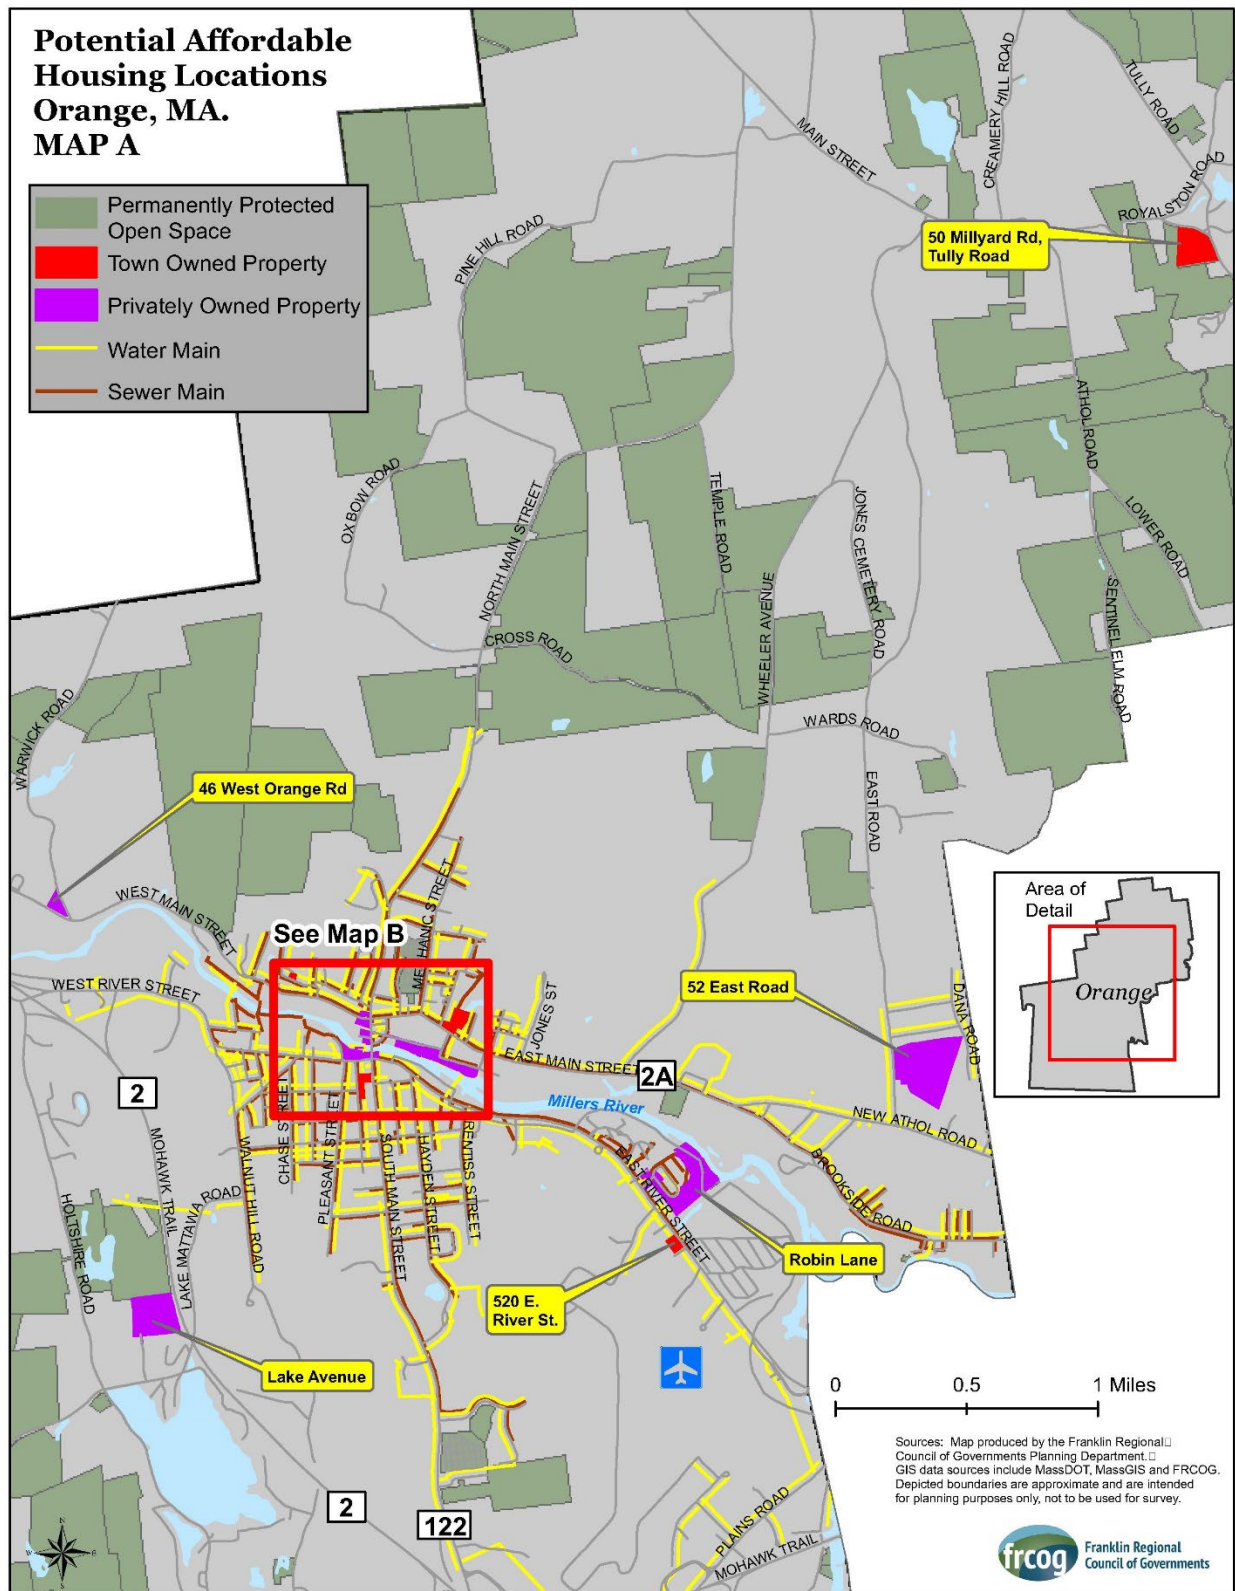 Potential Affordable
Housing Locations
Orange, MA.
MAP A
Permanently Protected
Open Space
Town Owned Property
Privately Owned Property
Water Main
Sewer Main
MAIN STREET
CREAMERY HILL ROAD
TULLY ROAD
ROYALSTON ROAD
50 Millyard Rd,
Tully Road
PINE HILL ROAD
ATHOL ROAD
OXBOW ROAD
NORTH MAIN STREET
TEMPLE ROAD
JONES CEMETERY ROAD
LOWER ROAD
SENTINEL ELM ROAD
CROSS ROAD
WHEELER AVENUE
WARDS ROAD
WARWICK ROAD
EAST ROAD
46 West Orange Rd
WEST MAIN STREET
MECHANIC STREET
See Map B
WEST RIVER STREET
52 East Road
DANA ROAD
JONES ST
EAST MAIN STREET
2A
Millers River
NEW ATHOL ROAD
2
CHASE STREET
PLEASANT STREET
SOUTH MAIN STREET
HAYDEN STREET
RENTISS STREET
WALNUT HILL ROAD
MOHAWK TRAIL
LAKE MATTAWA ROAD
HOLTSHIRE ROAD
EAST RIVER STREET
BROOKSIDE ROAD
Robin Lane
520 E.
River St.
Lake Avenue
Area of
Detail
Orange
0 0.5 1 Miles
Sources: Map produced by the Franklin Regional
Council of Governments Planning Department.
GIS data sources include MassDOT, MassGIS and FRCOG.
Depicted boundaries are approximate and are intended
for planning purposes only, not to be used for survey.
2
122
PLAINS ROAD
MOHAWK TRAIL
N
frcog
Franklin Regional
Council of Governments